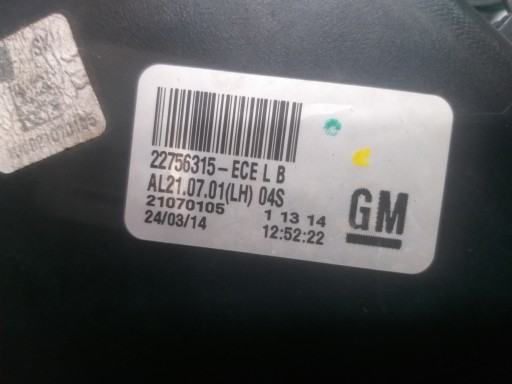 22756315-ECE L B
AL21.07.01(LH) 04S
21070105 1 13 14
24/03/14 12:52:22
GM